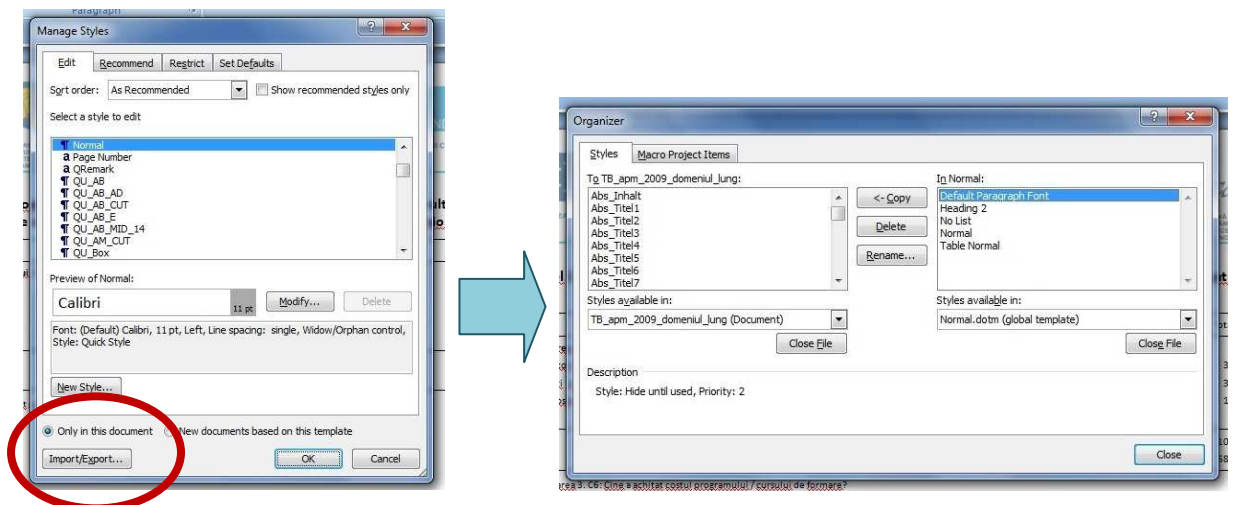 Paragraph
Manage Styles
Edit Recommend Restrict Set Defaults
Sort order: As Recommended Show recommended styles only
Select a style to edit
¶ Normal
a Page Number
a QRemark
¶ QU_AB
¶ QU_AB_AD
¶ QU_AB_CUT
¶ QU_AB_E
¶ QU_AB_MID_14
¶ QU_AM_CUT
¶ QU_Box
Preview of Normal:
Calibri 11 pt Modify... Delete
Font: (Default) Calibri, 11 pt, Left, Line spacing: single, Widow/Orphan control,
Style: Quick Style
New Style...
Only in this document New documents based on this template
Import/Export... OK Cancel
Organizer
Styles Macro Project Items
To TB_apm_2009_domeniul_lung:
Abs_Inhalt
Abs_Titel1
Abs_Titel2
Abs_Titel3
Abs_Titel4
Abs_Titel5
Abs_Titel6
Abs_Titel7
<- Copy
Delete
Rename...
In Normal:
Default Paragraph Font
Heading 2
No List
Normal
Table Normal
Styles available in:
TB_apm_2009_domeniul_lung (Document)
Close File
Styles available in:
Normal.dotm (global template)
Close File
Description
Style: Hide until used, Priority: 2
Close
area 3. C6: Cine a achitat costul programului / cursului de formare?